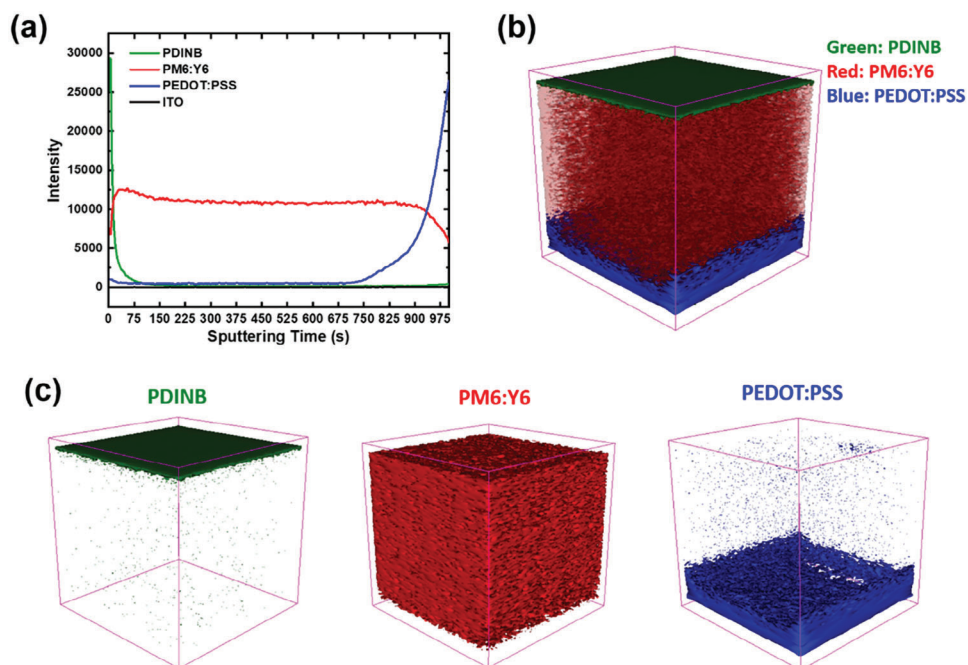 (a)
PDINB
PM6:Y6
PEDOT:PSS
ITO
30000
25000
20000
15000
10000
5000
0
Intensity
0 75 150 225 300 375 450 525 600 675 750 825 900 975
Sputtering Time (s)
(b)
Green: PDINB
Red: PM6:Y6
Blue: PEDOT:PSS
(c)
PDINB
PM6:Y6
PEDOT:PSS